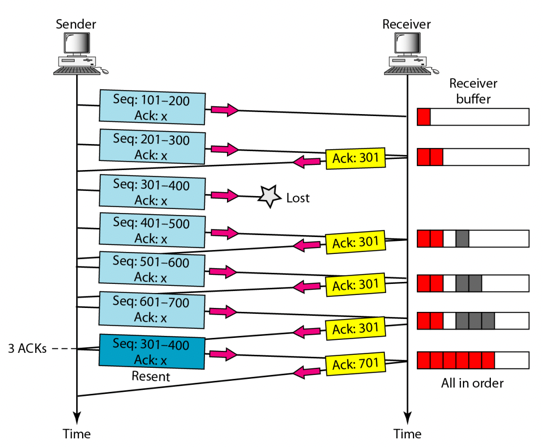 Sender
Receiver
Receiver
buffer
Seq: 101–200
Ack: x
Seq: 201–300
Ack: x
Ack: 301
Seq: 301–400
Ack: x
Lost
Seq: 401–500
Ack: x
Ack: 301
Seq: 501–600
Ack: x
Ack: 301
Seq: 601–700
Ack: x
Ack: 301
3 ACKs
Seq: 301–400
Ack: x
Resent
Ack: 701
All in order
Time
Time